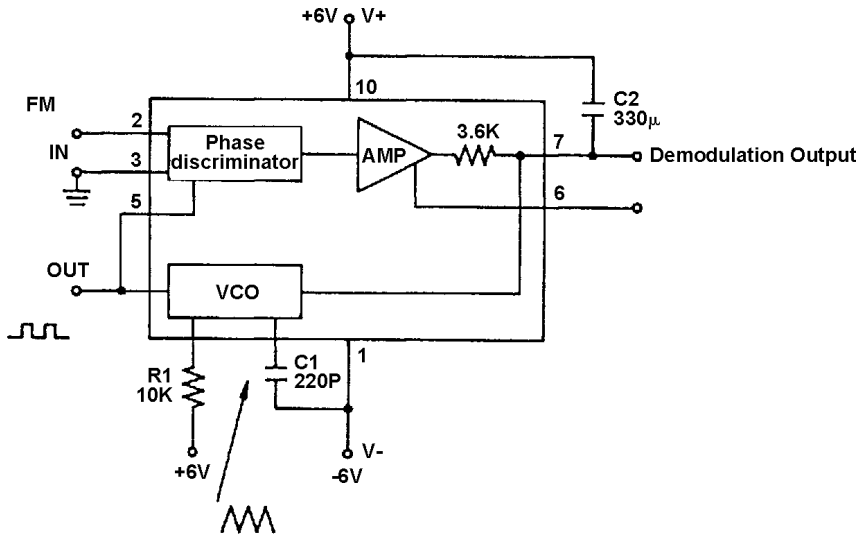 +6V V+
10
FM
C2
330µ
2
Phase
discriminator
AMP
3.6K
7
Demodulation Output
IN
3
5
6
OUT
VCO
1
R1
10K
C1
220P
+6V
V-
-6V